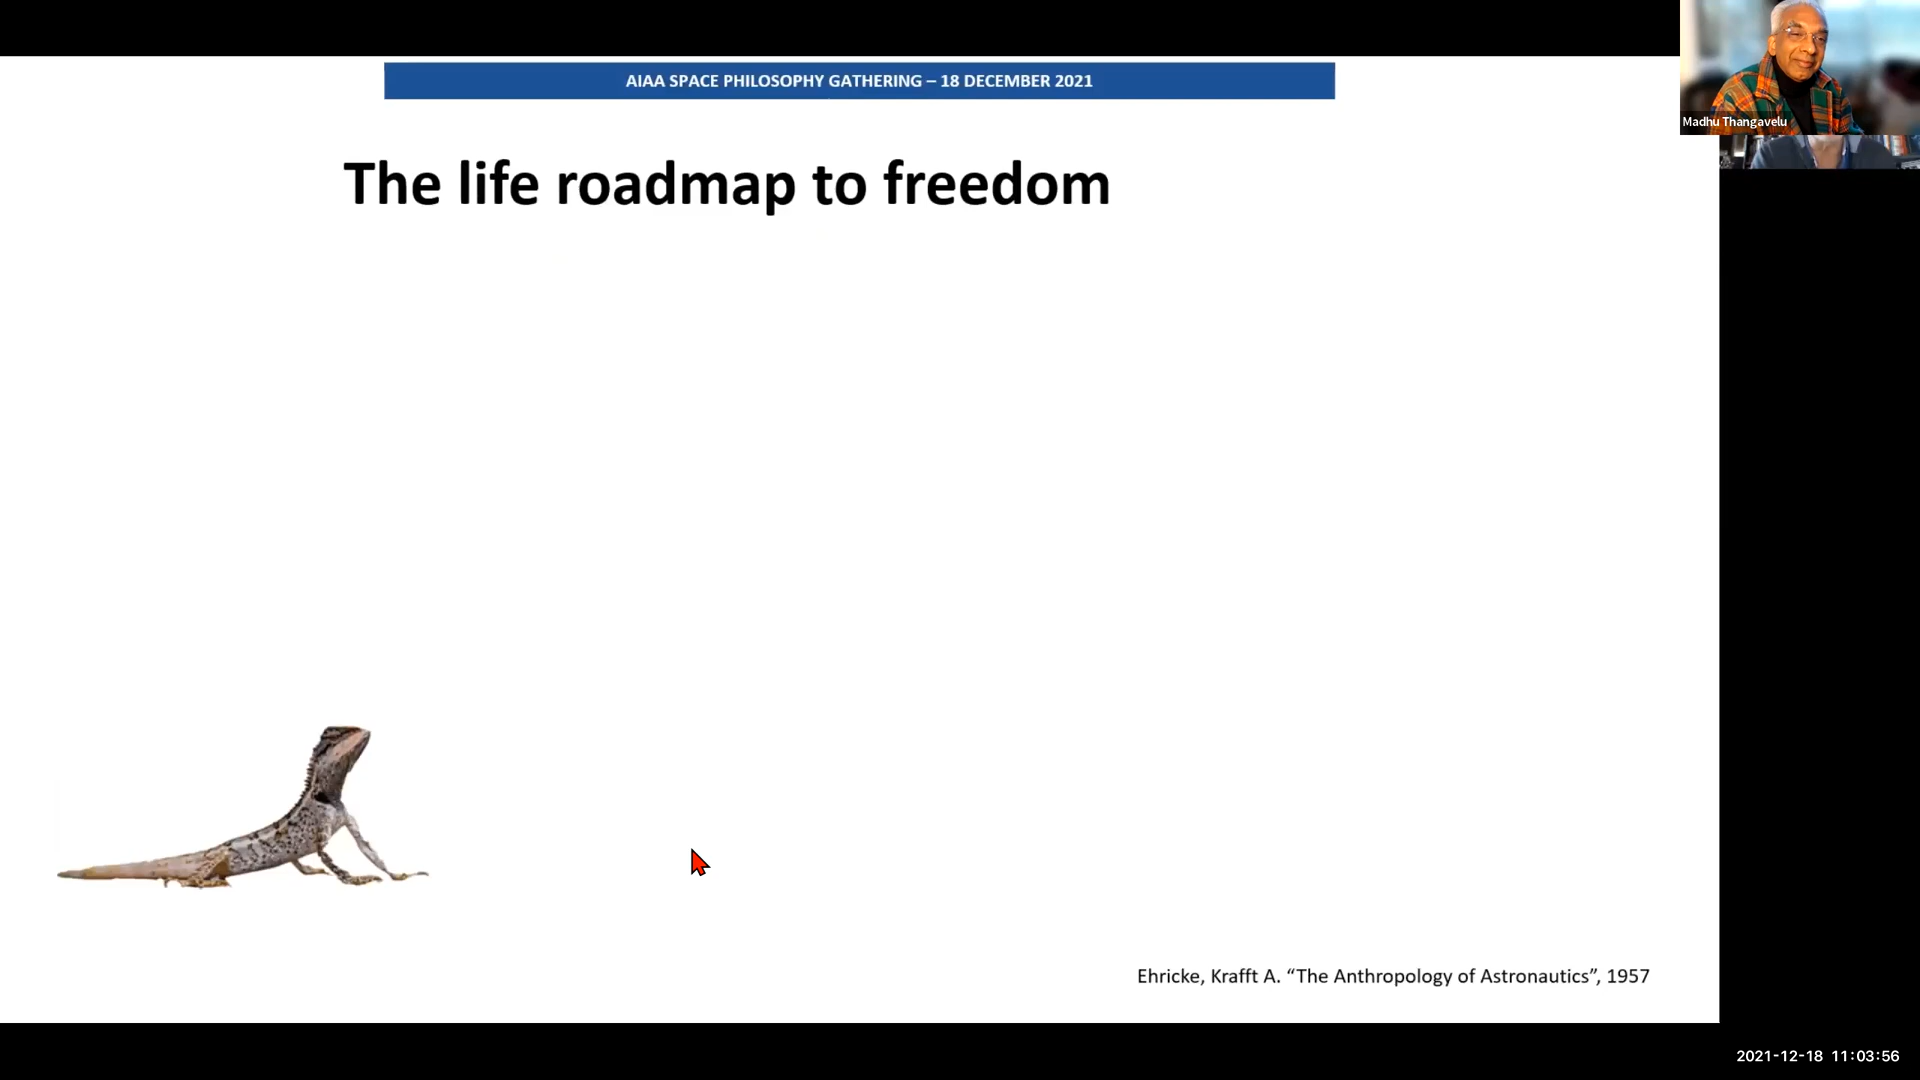 AIAA SPACE PHILOSOPHY GATHERING – 18 DECEMBER 2021
Madhu Thangavelu
The life roadmap to freedom
Ehricke, Krafft A. “The Anthropology of Astronautics”, 1957
2021-12-18 11:03:56